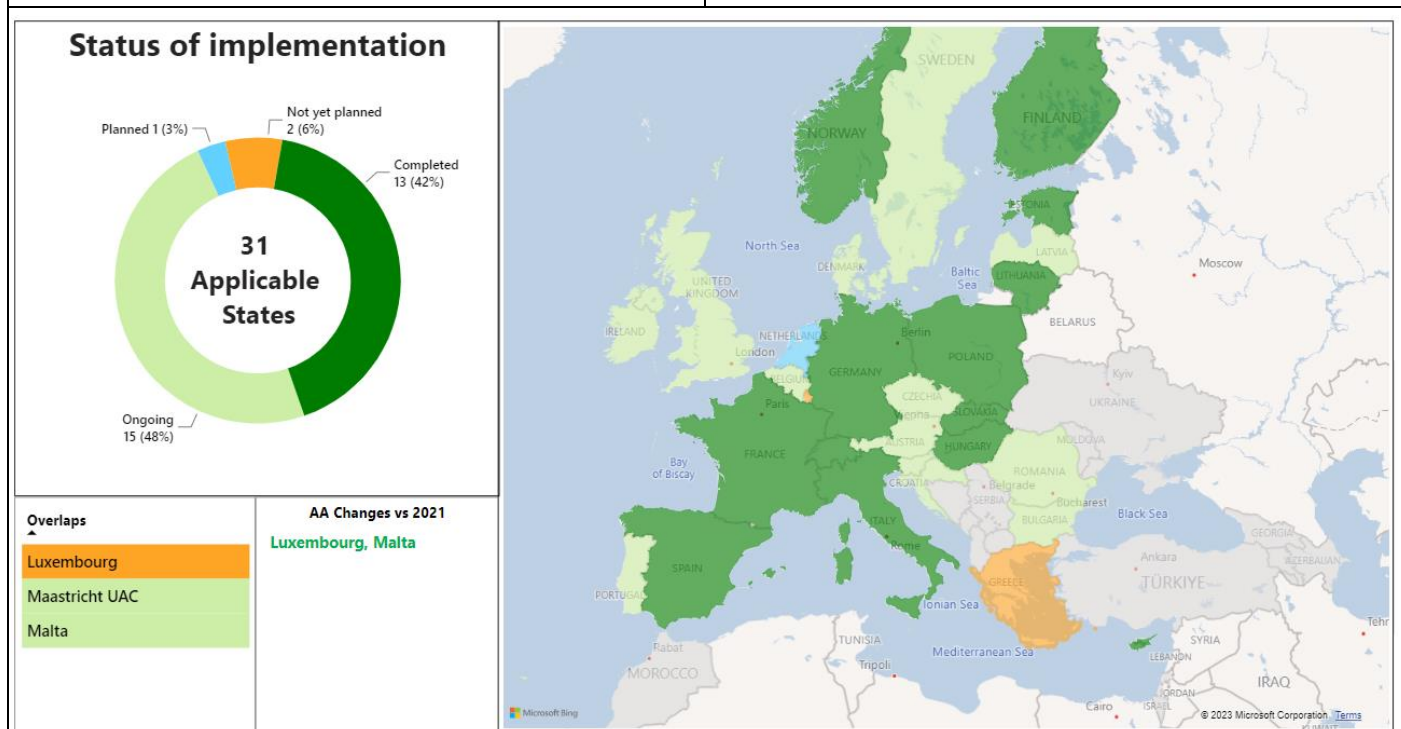 Status of implementation
Planned 1 (3%)
Not yet planned
2 (6%)
Completed
13 (42%)
31
Applicable
States
Ongoing
15 (48%)
Overlaps
Luxembourg
Maastricht UAC
Malta
AA Changes vs 2021
Luxembourg, Malta
SWEDEN
FINLAND
NORWAY
ESTONIA
North Sea
LATVIA
Moscow
DENMARK
Baltic
Sea
LITHUANIA
UNITED
KINGDOM
IRELAND
NETHERLANDS
BELARUS
Berlin
London
POLAND
BELGIUM
GERMANY
Kyiv
CZECHIA
UKRAINE
Paris
Vienna
SLOVAKIA
AUSTRIA
HUNGARY
MOLDOVA
FRANCE
Bay
of Biscay
ROMANIA
CROATIA
Belgrade
SERBIA
Bucharest
Black Sea
ITALY
BULGARIA
GEORGIA
Rome
Ankara
AZERBAIJAN
SPAIN
TÜRKİYE
GREECE
PORTUGAL
Ionian Sea
Tehr
TUNISIA
SYRIA
Rabat
Mediterranean Sea
LEBANON
MOROCCO
Tripoli
IRAQ
JORDAN
Cairo
ISRAEL
Microsoft Bing
© 2023 Microsoft Corporation Terms
KUWAIT